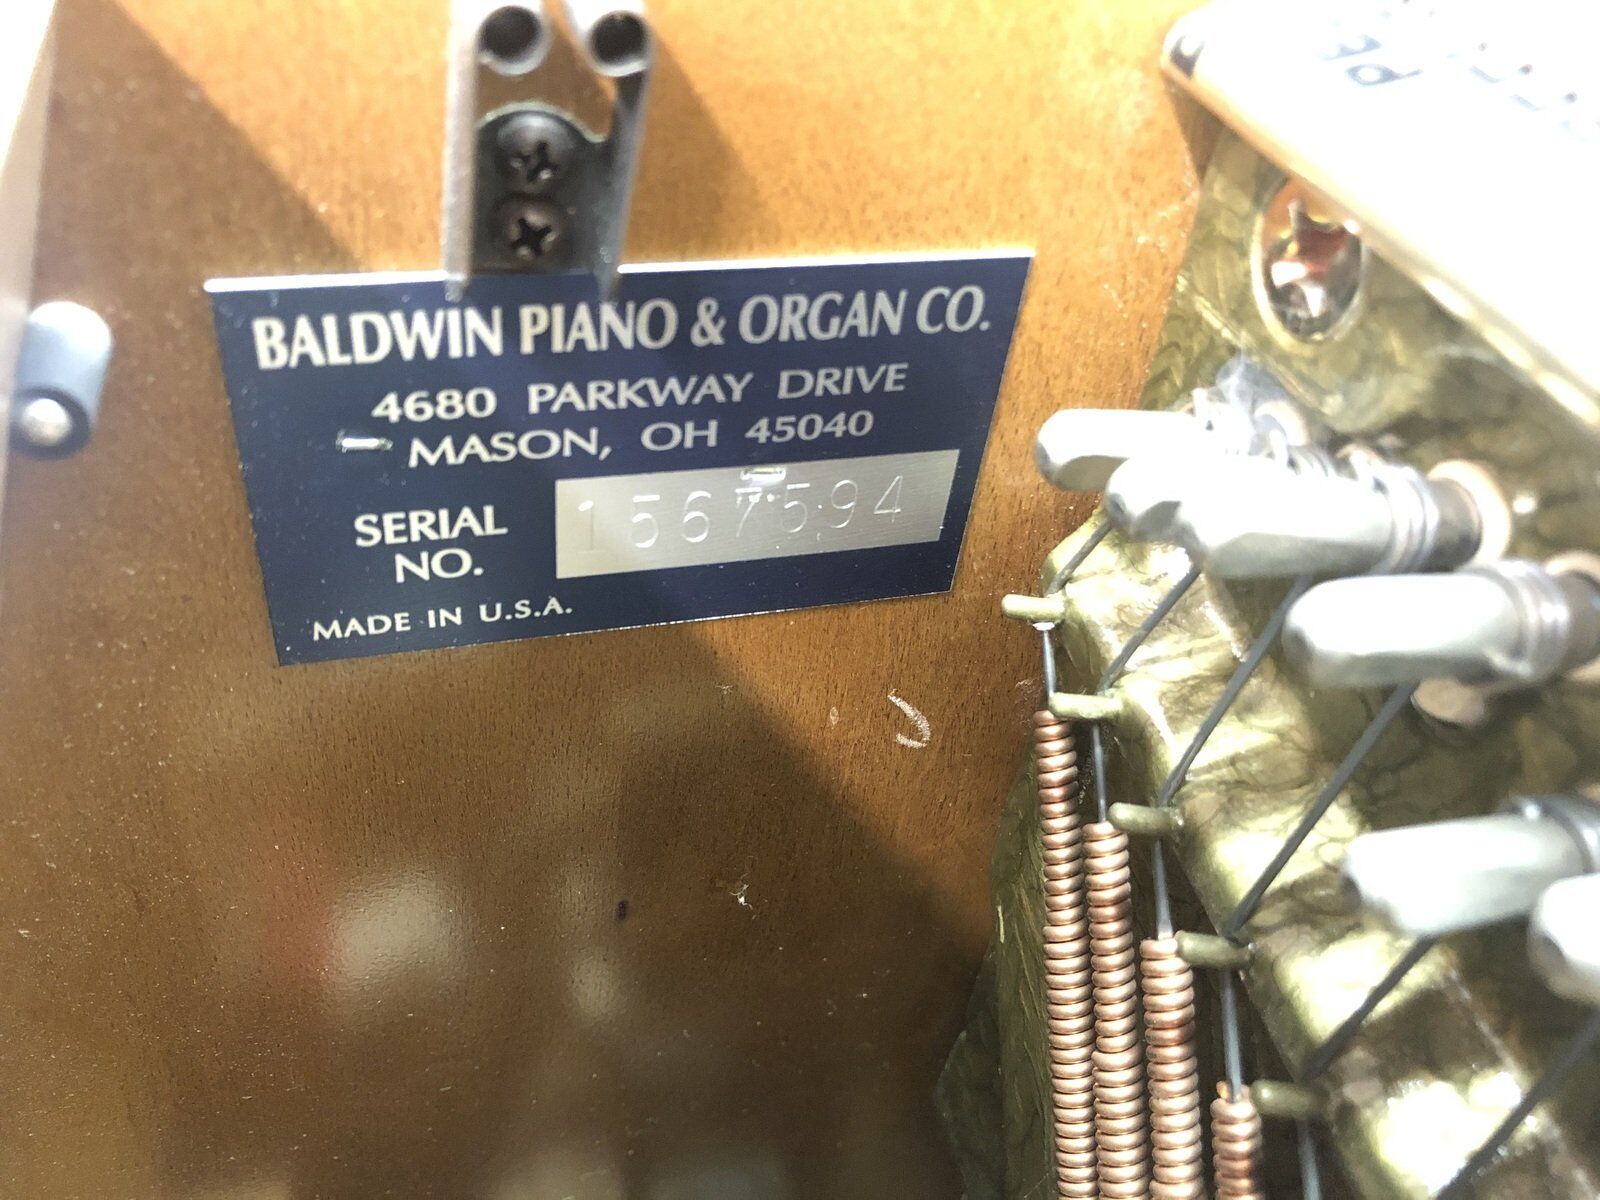 BALDWIN PIANO & ORGAN CO.
4680 PARKWAY DRIVE
MASON, OH 45040
SERIAL NO. 1567594
MADE IN U.S.A.